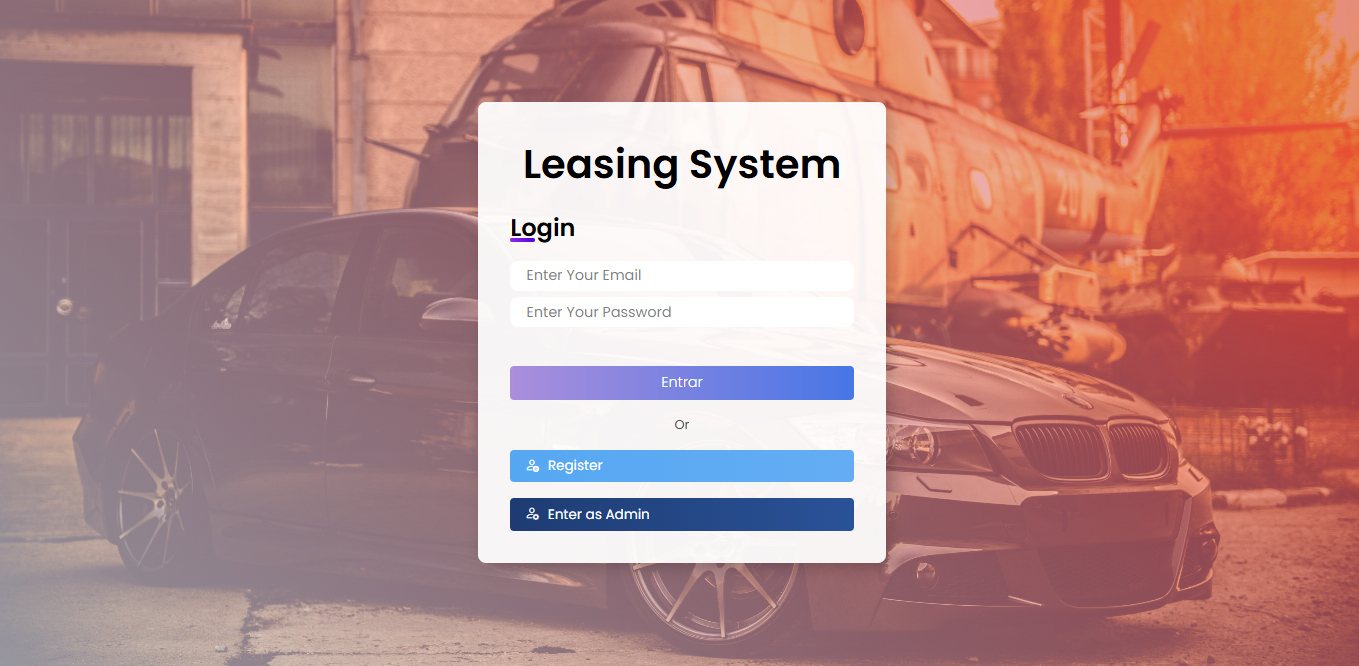 Leasing System
Login
Enter Your Email
Enter Your Password
Entrar
Or
Register
Enter as Admin